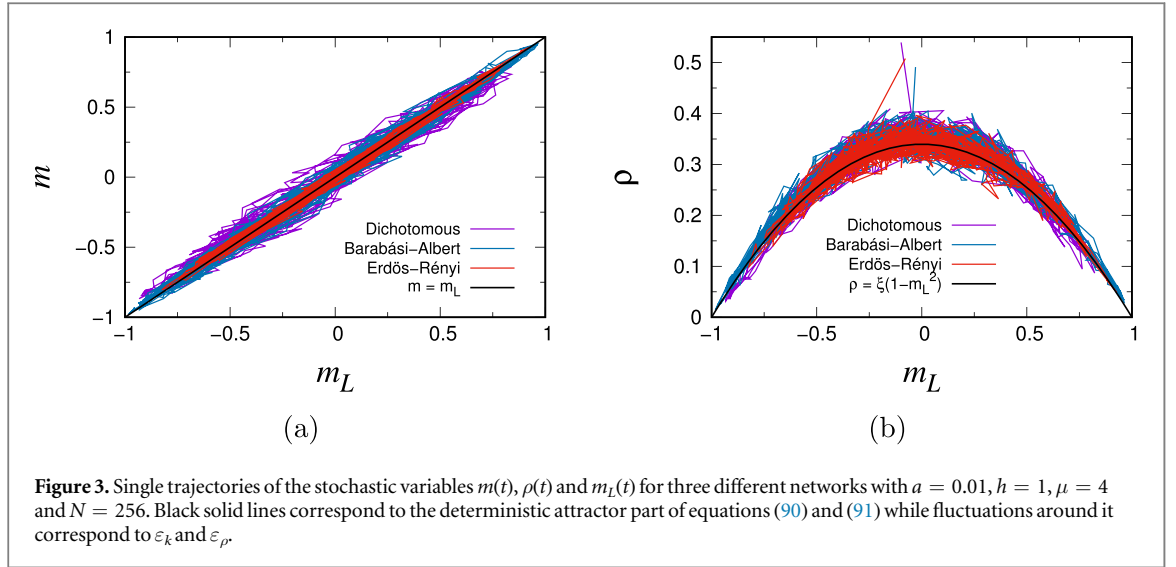 1
0.5
0
−0.5
−1
−1
−0.5
0
0.5
1
m
Dichotomous
Barabási−Albert
Erdös−Rényi
m = m_L
m_L
(a)
0.5
0.4
0.3
0.2
0.1
0
−1
−0.5
0
0.5
1
ρ
Dichotomous
Barabási−Albert
Erdös−Rényi
ρ = ξ(1−m_L²)
m_L
(b)
Figure 3. Single trajectories of the stochastic variables m(t), ρ(t) and m_L(t) for three different networks with a = 0.01, h = 1, μ = 4
and N = 256. Black solid lines correspond to the deterministic attractor part of equations (90) and (91) while fluctuations around it
correspond to ε_k and ε_ρ.